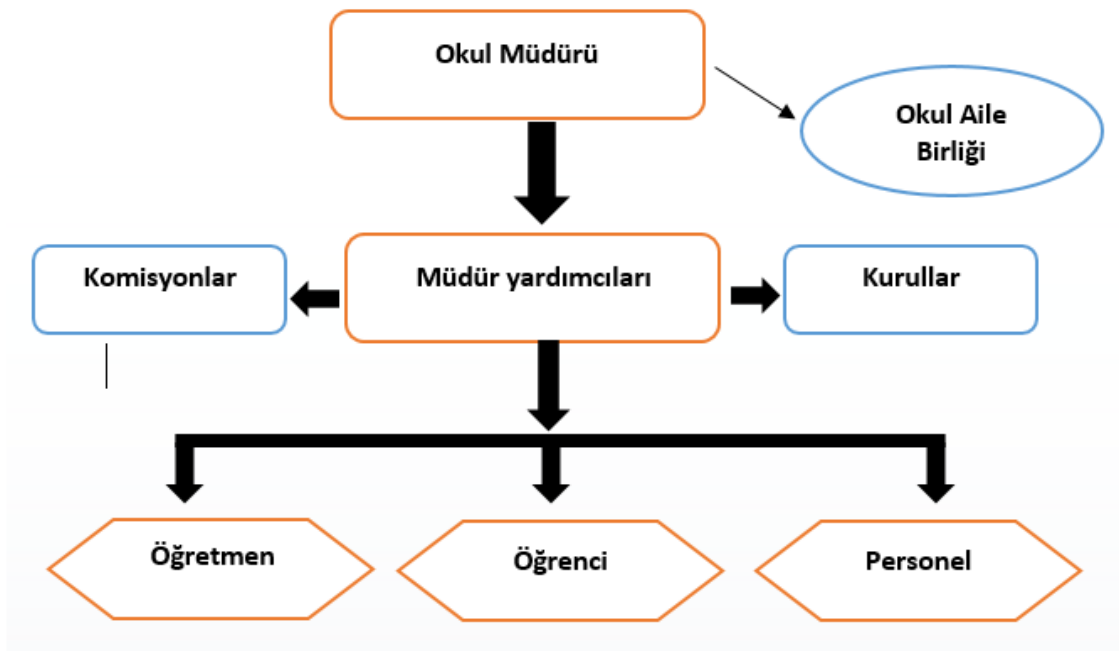 Okul Müdürü
Okul Aile
Birliği
Komisyonlar
Müdür yardımcıları
Kurullar
Öğretmen
Öğrenci
Personel